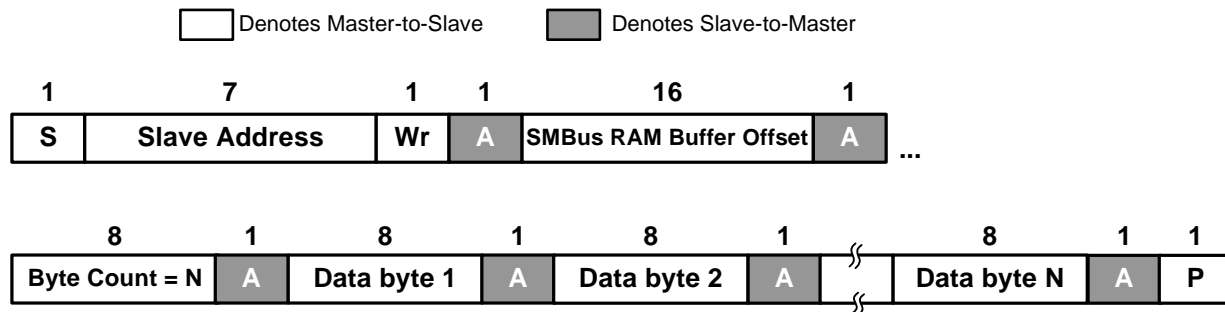 Denotes Master-to-Slave Denotes Slave-to-Master
1 7 1 1 16 1
S Slave Address Wr A SMBus RAM Buffer Offset A ...
8 1 8 1 8 1 8 1 1
Byte Count = N A Data byte 1 A Data byte 2 A Data byte N A P